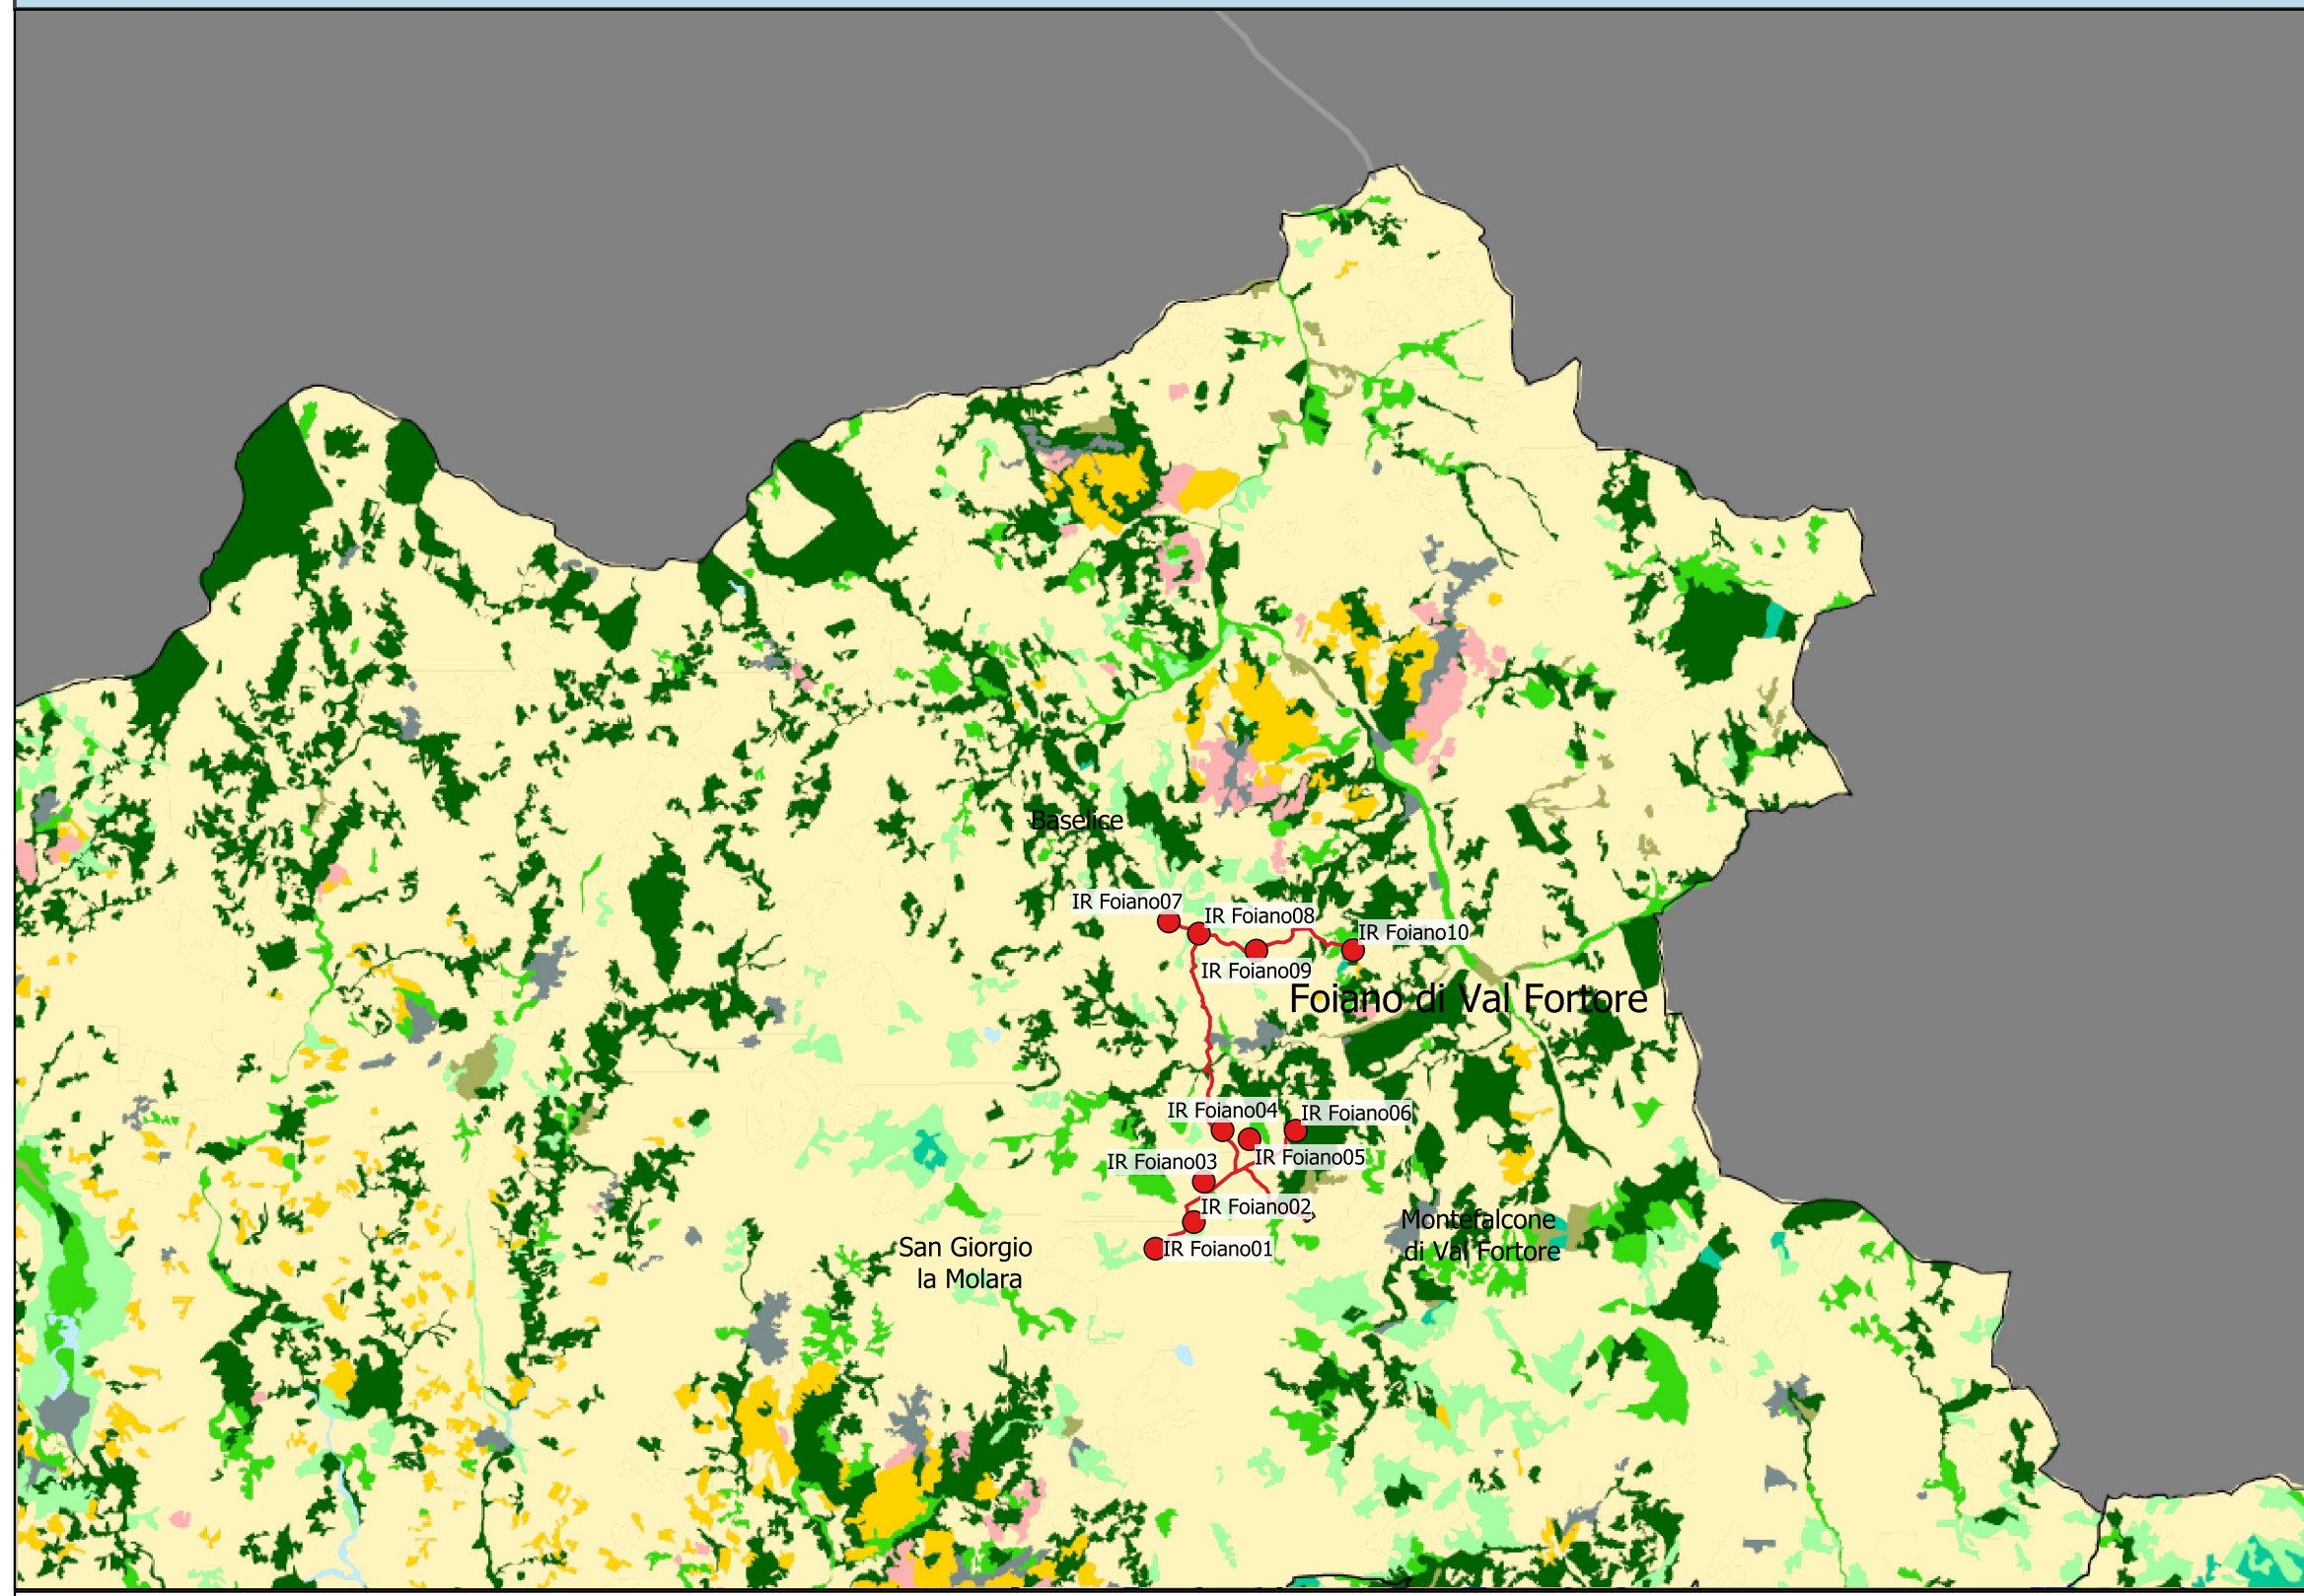 Baselice
IR Foiano07
IR Foiano08
IR Foiano10
IR Foiano09
Foiano di Val Fortore
IR Foiano04
IR Foiano06
IR Foiano05
IR Foiano03
IR Foiano02
Montefalcone
di Val Fortore
San Giorgio
la Molara
IR Foiano01